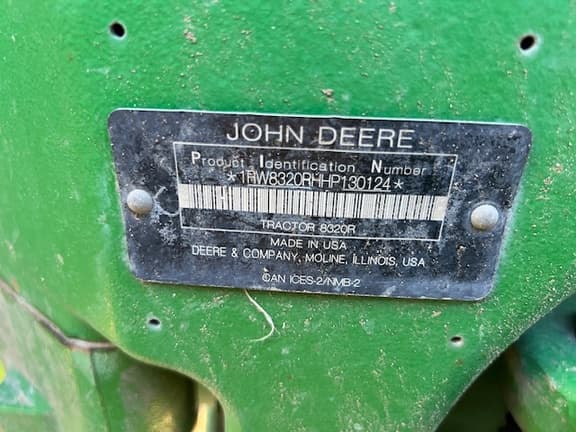 JOHN DEERE
Product Identification Number
*1RW8320RHHP130124*
TRACTOR 8320R
MADE IN USA
DEERE & COMPANY, MOLINE, ILLINOIS, USA
CAN ICES-2/NMB-2